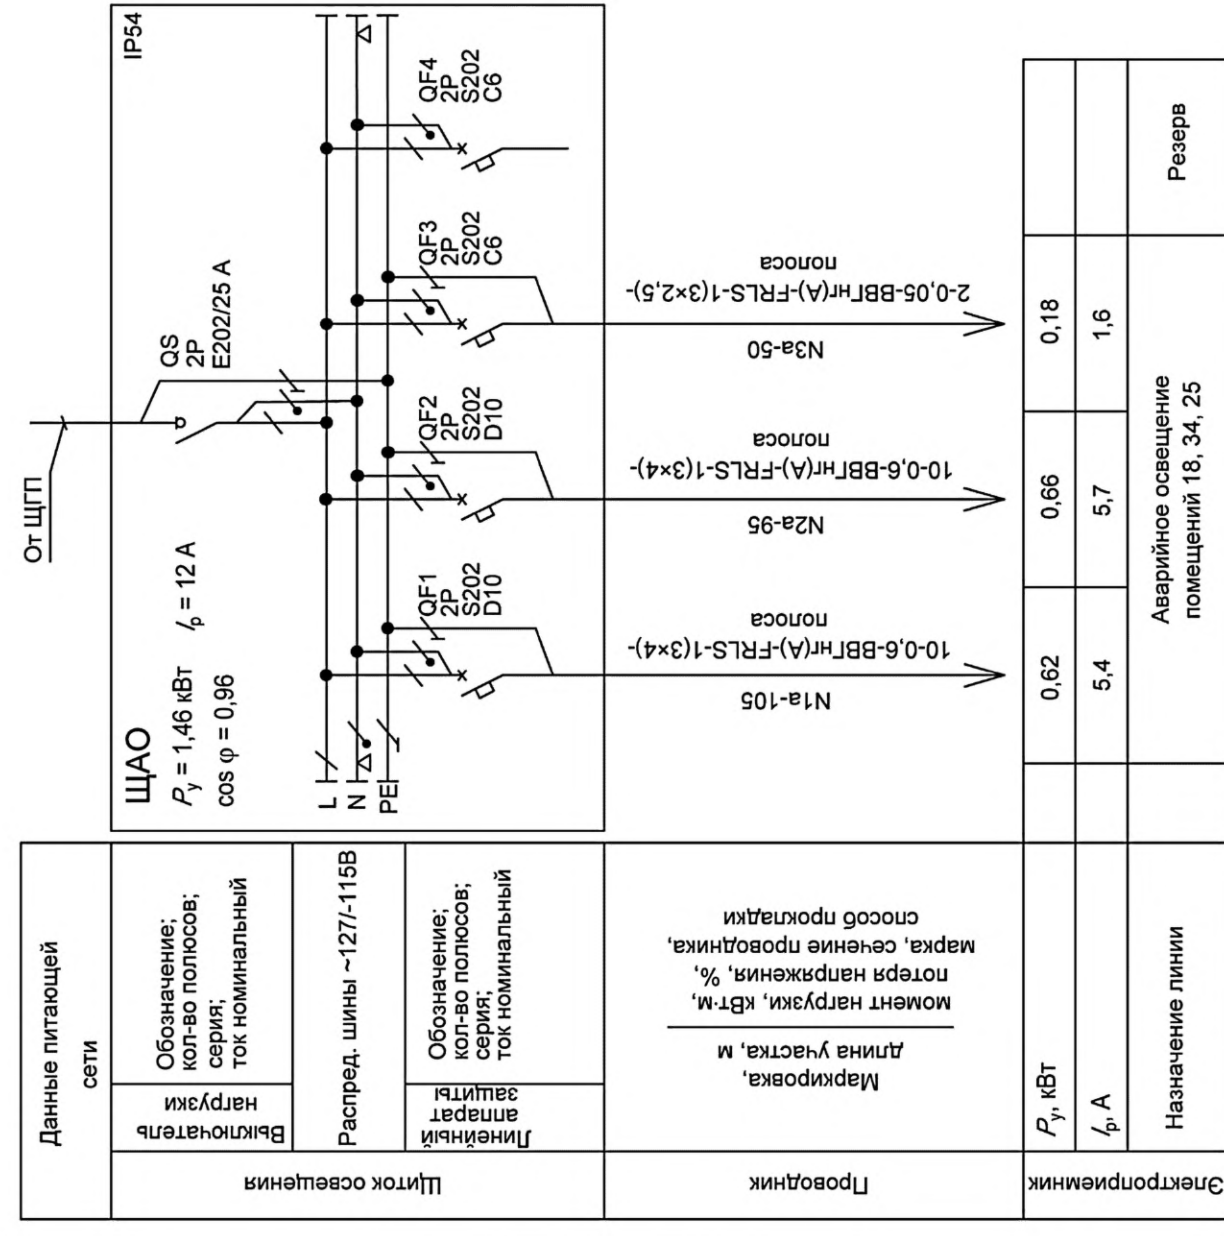 Данные питающей
сети
Щиток освещения
Выключатель
нагрузки
Обозначение;
кол-во полюсов;
серия;
ток номинальный
Распред. шины ~127/-115В
Линейный
аппарат
защиты
Обозначение;
кол-во полюсов;
серия;
ток номинальный
Проводник
Маркировка,
длина участка, м
момент нагрузки, кВт·м,
потеря напряжения, %,
марка, сечение проводника,
способ прокладки
Электроприемник
Pу, кВт
Iр, А
Назначение линии
От ЩГП
ЩАО
Pу = 1,46 кВт
Iр = 12 А
cos φ = 0,96
IP54
QS
2P
E202/25 А
L
N
PE
QF1
2P
S202
D10
QF2
2P
S202
D10
QF3
2P
S202
C6
QF4
2P
S202
C6
N1а-105
10-0,6-ВВГнг(А)-FRLS-1(3×4)-
полоса
N2а-95
10-0,6-ВВГнг(А)-FRLS-1(3×4)-
полоса
N3а-50
2-0,05-ВВГнг(А)-FRLS-1(3×2,5)-
полоса
0,62
0,66
0,18
5,4
5,7
1,6
Аварийное освещение
помещений 18, 34, 25
Резерв